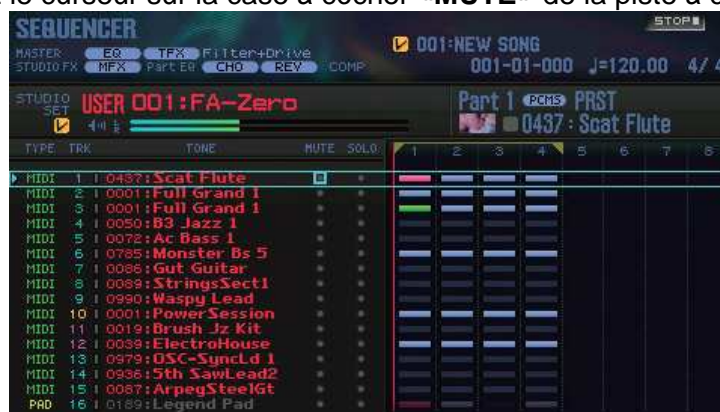 le curseur sur la case à cocher "MUTE" de la piste à
SEQUENCER
STOP
MASTER EQ TFX Filter+Drive
STUDIO FX MFX Part EQ CHO REV COMP
001:NEW SONG
001-01-000 ♩=120.00 4/4
STUDIO SET USER 001:FA-Zero
Part 1 PCMS PRST
0437:Scat Flute
TYPE TRK TONE MUTE SOLO 1 2 3 4 5 6 7 8
MIDI 1 0437:Scat Flute
MIDI 2 0001:Full Grand 1
MIDI 3 0001:Full Grand 1
MIDI 4 0050:B3 Jazz 1
MIDI 5 0072:Ac Bass 1
MIDI 6 0785:Monster Bs 5
MIDI 7 0086:Gut Guitar
MIDI 8 0089:StringsSect1
MIDI 9 0990:Waspy Lead
MIDI 10 0001:PowerSession
MIDI 11 0019:Brush Jz Kit
MIDI 12 0039:ElectroHouse
MIDI 13 0979:OSC-SyncLd 1
MIDI 14 0936:5th SawLead2
MIDI 15 0087:ArpegSteelGt
PAD 16 0189:Legend Pad